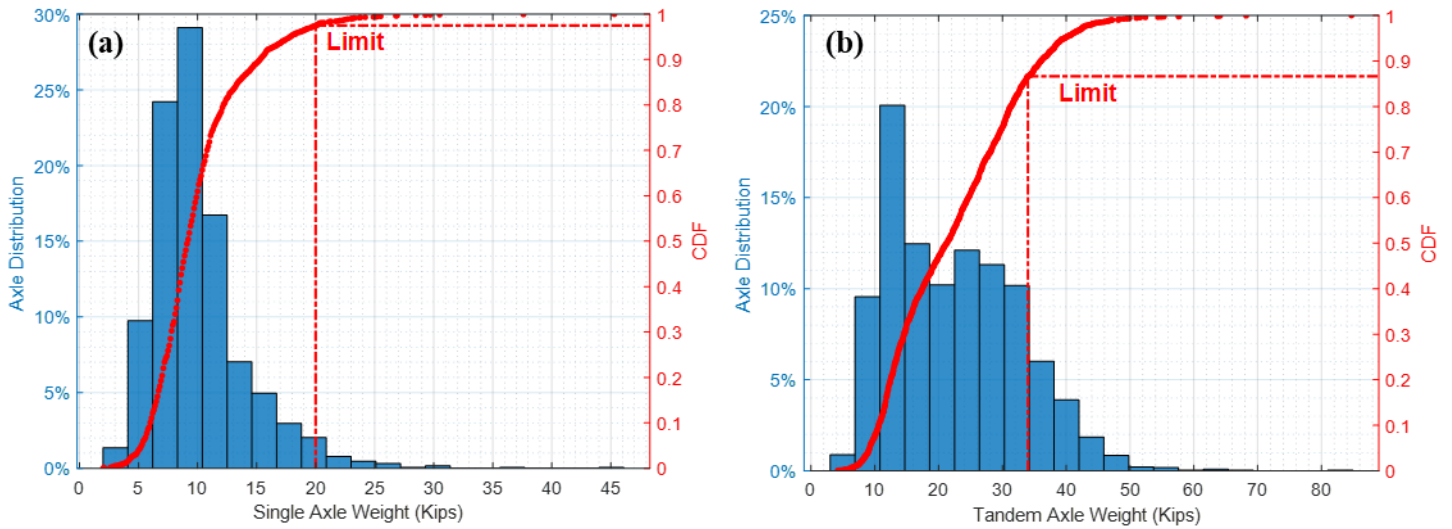 (a)
30%
25%
20%
15%
10%
5%
0%
Axle Distribution
0 5 10 15 20 25 30 35 40 45
Single Axle Weight (Kips)
Limit
1
0.9
0.8
0.7
0.6
0.5
0.4
0.3
0.2
0.1
0
CDF
(b)
25%
20%
15%
10%
5%
0%
Axle Distribution
0 10 20 30 40 50 60 70 80
Tandem Axle Weight (Kips)
Limit
1
0.9
0.8
0.7
0.6
0.5
0.4
0.3
0.2
0.1
0
CDF